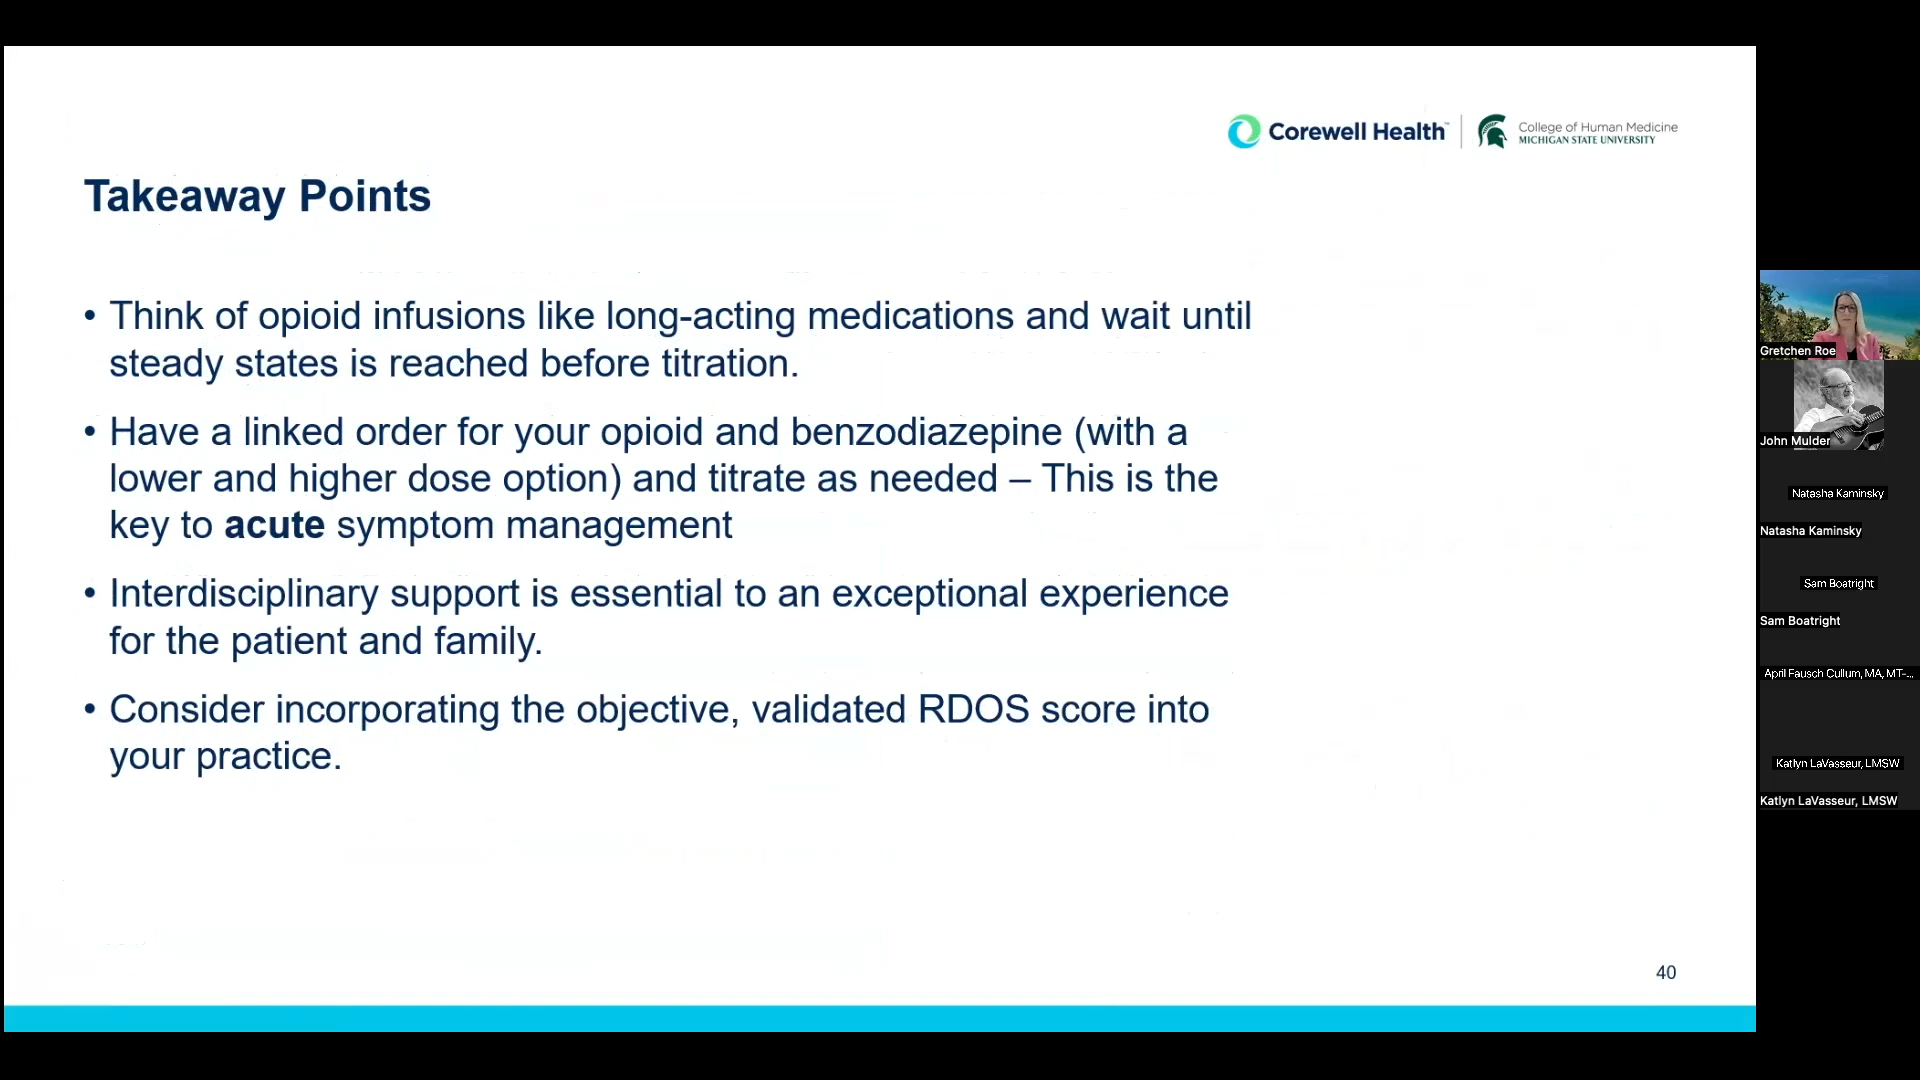 Corewell Health™
College of Human Medicine
MICHIGAN STATE UNIVERSITY
Takeaway Points
• Think of opioid infusions like long-acting medications and wait until
steady states is reached before titration.
• Have a linked order for your opioid and benzodiazepine (with a
lower and higher dose option) and titrate as needed – This is the
key to acute symptom management
• Interdisciplinary support is essential to an exceptional experience
for the patient and family.
• Consider incorporating the objective, validated RDOS score into
your practice.
40
Gretchen Roe
John Mulder
Natasha Kaminsky
Natasha Kaminsky
Sam Boatright
Sam Boatright
April Fausch Cullum, MA, MT-...
Katlyn LaVasseur, LMSW
Katlyn LaVasseur, LMSW